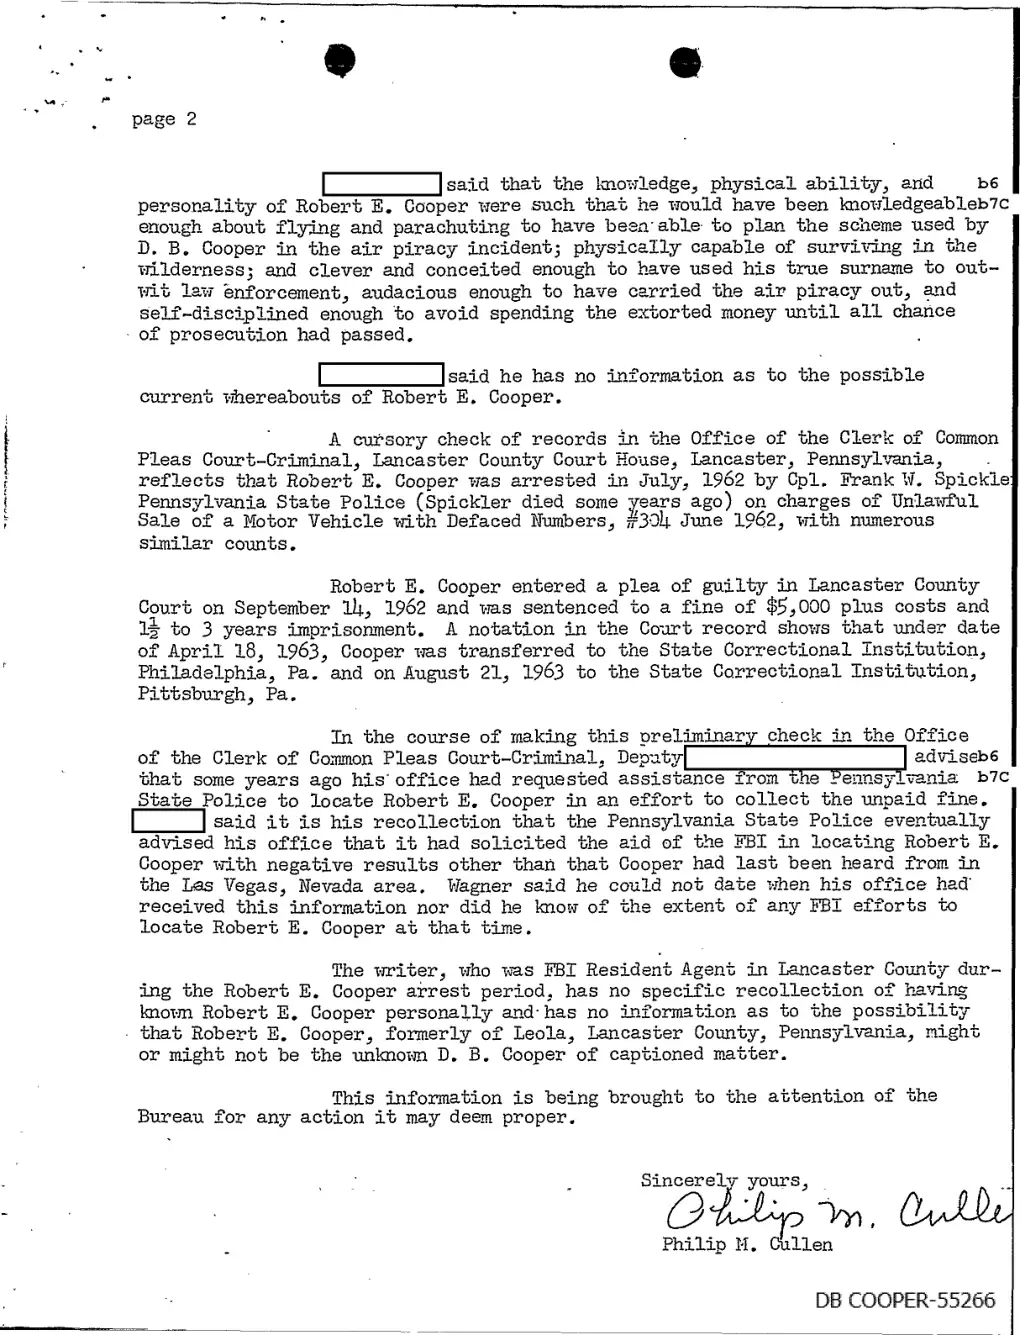 page 2
said that the knowledge, physical ability, and b6
personality of Robert E. Cooper were such that he would have been knowledgeable b7C
enough about flying and parachuting to have been able to plan the scheme used by
D. B. Cooper in the air piracy incident; physically capable of surviving in the
wilderness; and clever and conceited enough to have used his true surname to out-
wit law enforcement, audacious enough to have carried the air piracy out, and
self-disciplined enough to avoid spending the extorted money until all chance
of prosecution had passed.
said he has no information as to the possible
current whereabouts of Robert E. Cooper.
A cursory check of records in the Office of the Clerk of Common
Pleas Court-Criminal, Lancaster County Court House, Lancaster, Pennsylvania,
reflects that Robert E. Cooper was arrested in July, 1962 by Cpl. Frank W. Spickler
Pennsylvania State Police (Spickler died some years ago) on charges of Unlawful
Sale of a Motor Vehicle with Defaced Numbers, #304 June 1962, with numerous
similar counts.
Robert E. Cooper entered a plea of guilty in Lancaster County
Court on September 14, 1962 and was sentenced to a fine of $5,000 plus costs and
1½ to 3 years imprisonment. A notation in the Court record shows that under date
of April 18, 1963, Cooper was transferred to the State Correctional Institution,
Philadelphia, Pa. and on August 21, 1963 to the State Correctional Institution,
Pittsburgh, Pa.
In the course of making this preliminary check in the Office
of the Clerk of Common Pleas Court-Criminal, Deputy advise b6
that some years ago his office had requested assistance from the Pennsylvania b7C
State Police to locate Robert E. Cooper in an effort to collect the unpaid fine.
said it is his recollection that the Pennsylvania State Police eventually
advised his office that it had solicited the aid of the FBI in locating Robert E.
Cooper with negative results other than that Cooper had last been heard from in
the Las Vegas, Nevada area. Wagner said he could not date when his office had
received this information nor did he know of the extent of any FBI efforts to
locate Robert E. Cooper at that time.
The writer, who was FBI Resident Agent in Lancaster County dur-
ing the Robert E. Cooper arrest period, has no specific recollection of having
known Robert E. Cooper personally and has no information as to the possibility
that Robert E. Cooper, formerly of Leola, Lancaster County, Pennsylvania, might
or might not be the unknown D. B. Cooper of captioned matter.
This information is being brought to the attention of the
Bureau for any action it may deem proper.
Sincerely yours,
Philip M. Culle
Philip M. Cullen
DB COOPER-55266